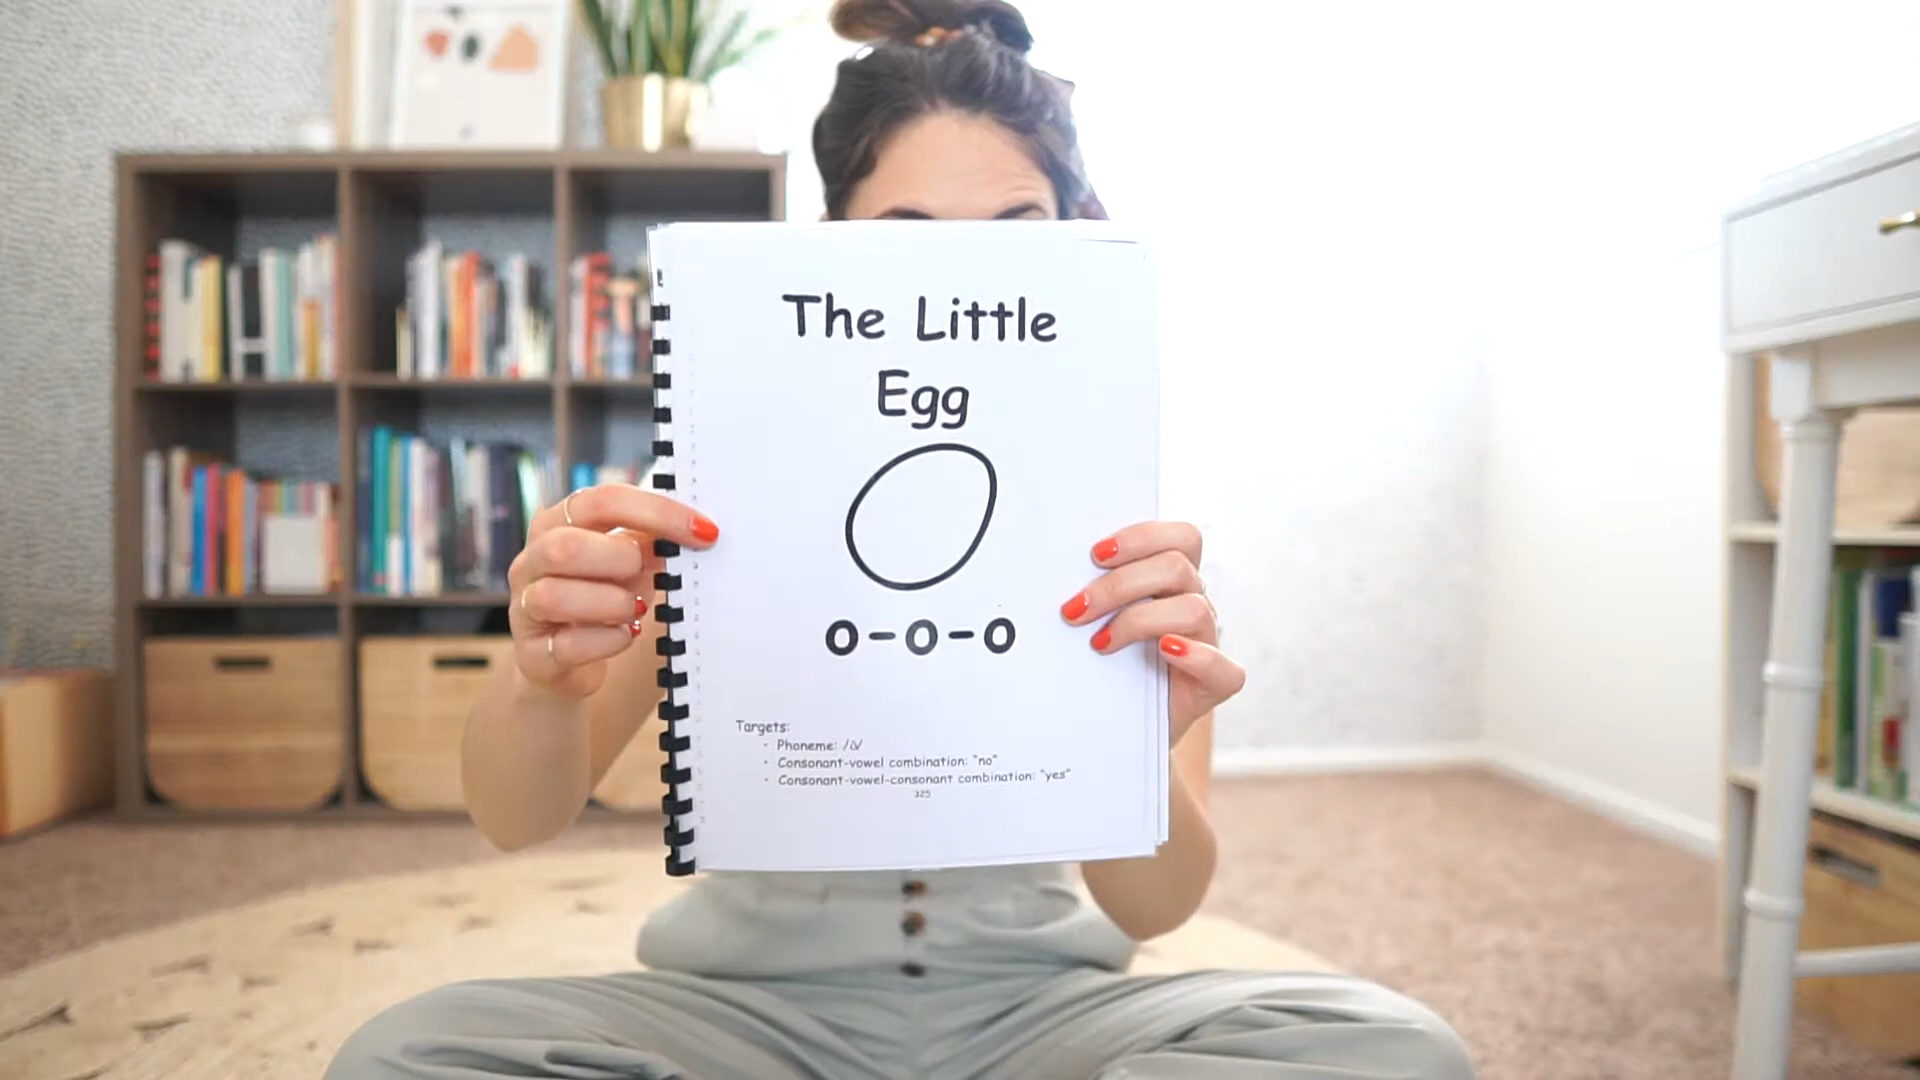 The Little
Egg
o-o-o
Targets:
- Phoneme:
- Consonant-vowel combination: "no"
- Consonant-vowel-consonant combination: "yes"
325